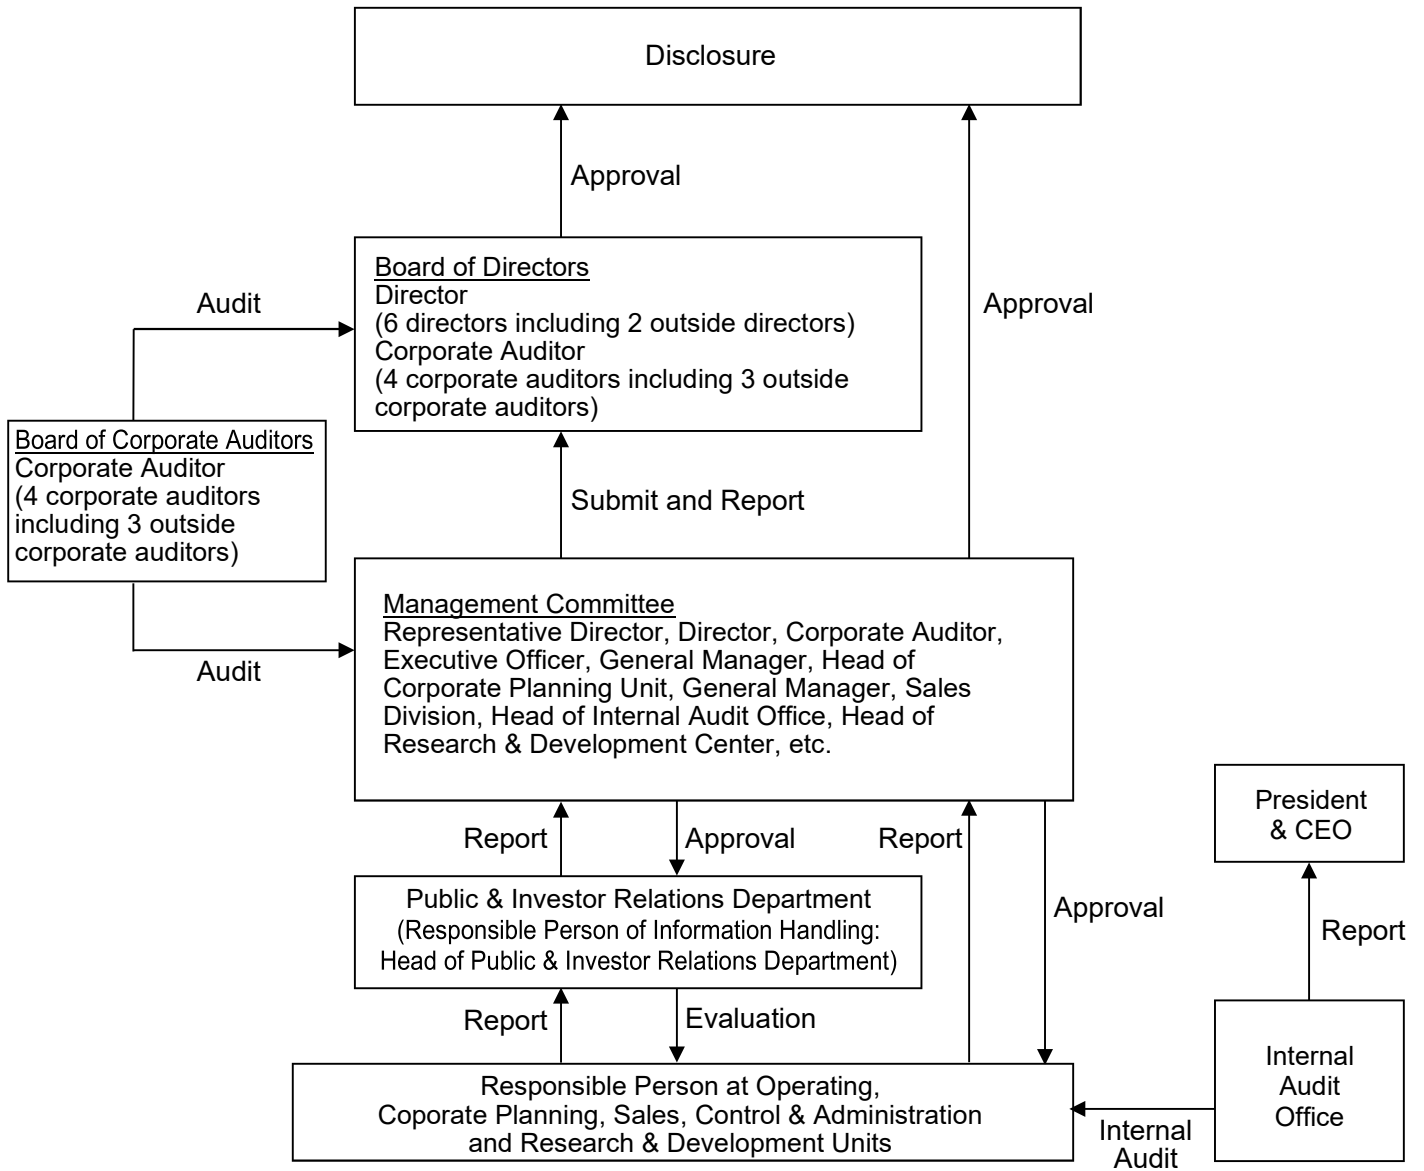 Disclosure
Approval
Board of Directors
Director
(6 directors including 2 outside directors)
Corporate Auditor
(4 corporate auditors including 3 outside
corporate auditors)
Audit
Approval
Board of Corporate Auditors
Corporate Auditor
(4 corporate auditors
including 3 outside
corporate auditors)
Submit and Report
Audit
Management Committee
Representative Director, Director, Corporate Auditor,
Executive Officer, General Manager, Head of
Corporate Planning Unit, General Manager, Sales
Division, Head of Internal Audit Office, Head of
Research & Development Center, etc.
Report
Approval
Report
Approval
President
& CEO
Public & Investor Relations Department
(Responsible Person of Information Handling:
Head of Public & Investor Relations Department)
Report
Report
Evaluation
Responsible Person at Operating,
Coporate Planning, Sales, Control & Administration
and Research & Development Units
Internal
Audit
Office
Internal
Audit